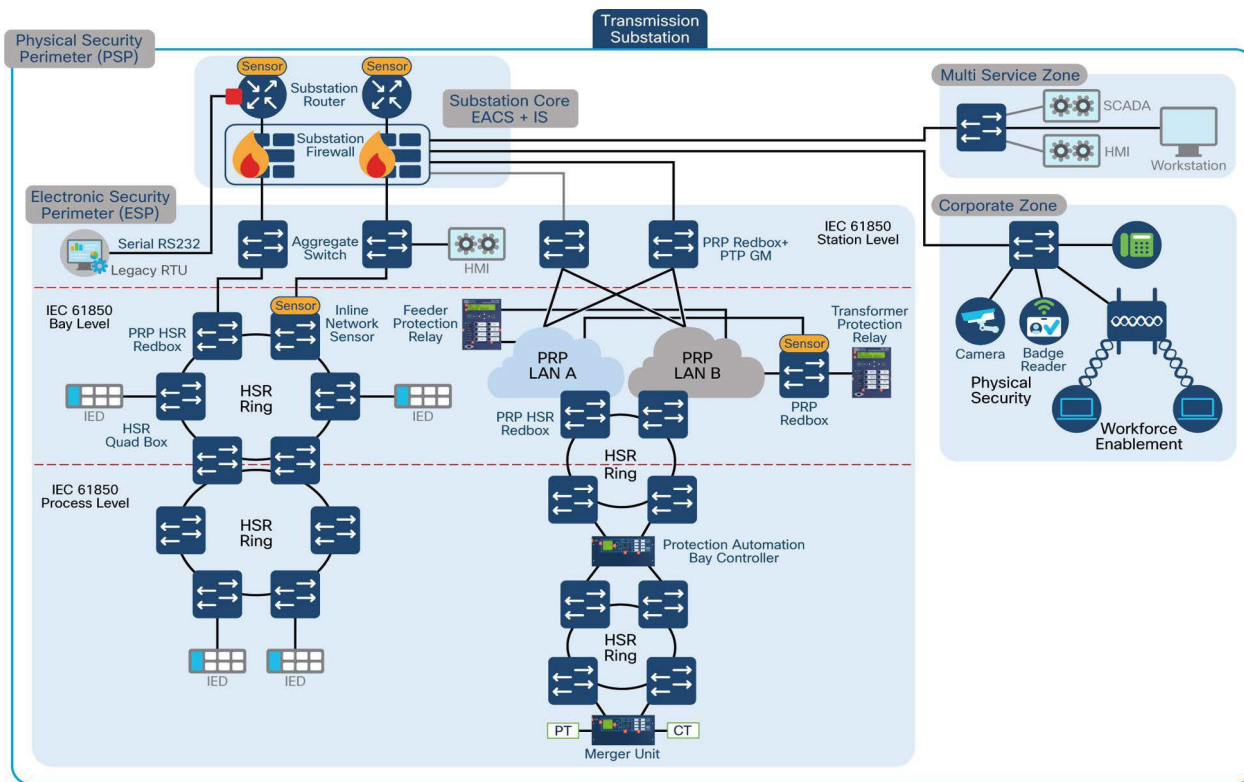 Transmission
Substation
Physical Security
Perimeter (PSP)
Sensor
Sensor
Substation
Router
Substation Core
EACS + IS
Substation
Firewall
Multi Service Zone
SCADA
HMI
Workstation
Electronic Security
Perimeter (ESP)
Serial RS232
Legacy RTU
Aggregate
Switch
HMI
PRP Redbox+
PTP GM
IEC 61850
Station Level
Corporate Zone
Camera
Badge
Reader
Physical
Security
Workforce
Enablement
IEC 61850
Bay Level
Sensor
Inline
Network
Sensor
PRP HSR
Redbox
HSR
Ring
IED
IED
HSR
Quad Box
Feeder
Protection
Relay
PRP
LAN A
PRP
LAN B
Sensor
Transformer
Protection
Relay
PRP
Redbox
PRP HSR
Redbox
HSR
Ring
IEC 61850
Process Level
HSR
Ring
IED
IED
Protection Automation
Bay Controller
HSR
Ring
PT
CT
Merger Unit